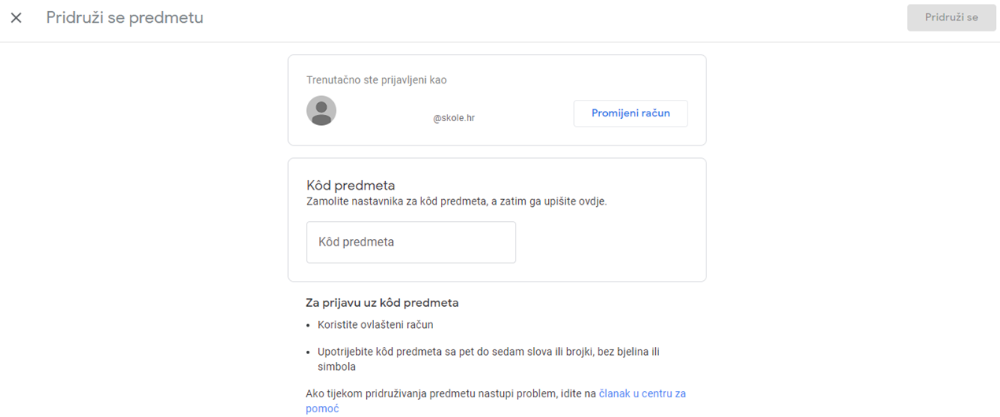 Pridruži se predmetu
Pridruži se
Trenutačno ste prijavljeni kao
@skole.hr
Promijeni račun
Kôd predmeta
Zamolite nastavnika za kôd predmeta, a zatim ga upišite ovdje.
Kôd predmeta
Za prijavu uz kôd predmeta
• Koristite ovlašteni račun
• Upotrijebite kôd predmeta sa pet do sedam slova ili brojki, bez bjelina ili
simbola
Ako tijekom pridruživanja predmetu nastupi problem, idite na članak u centru za
pomoć